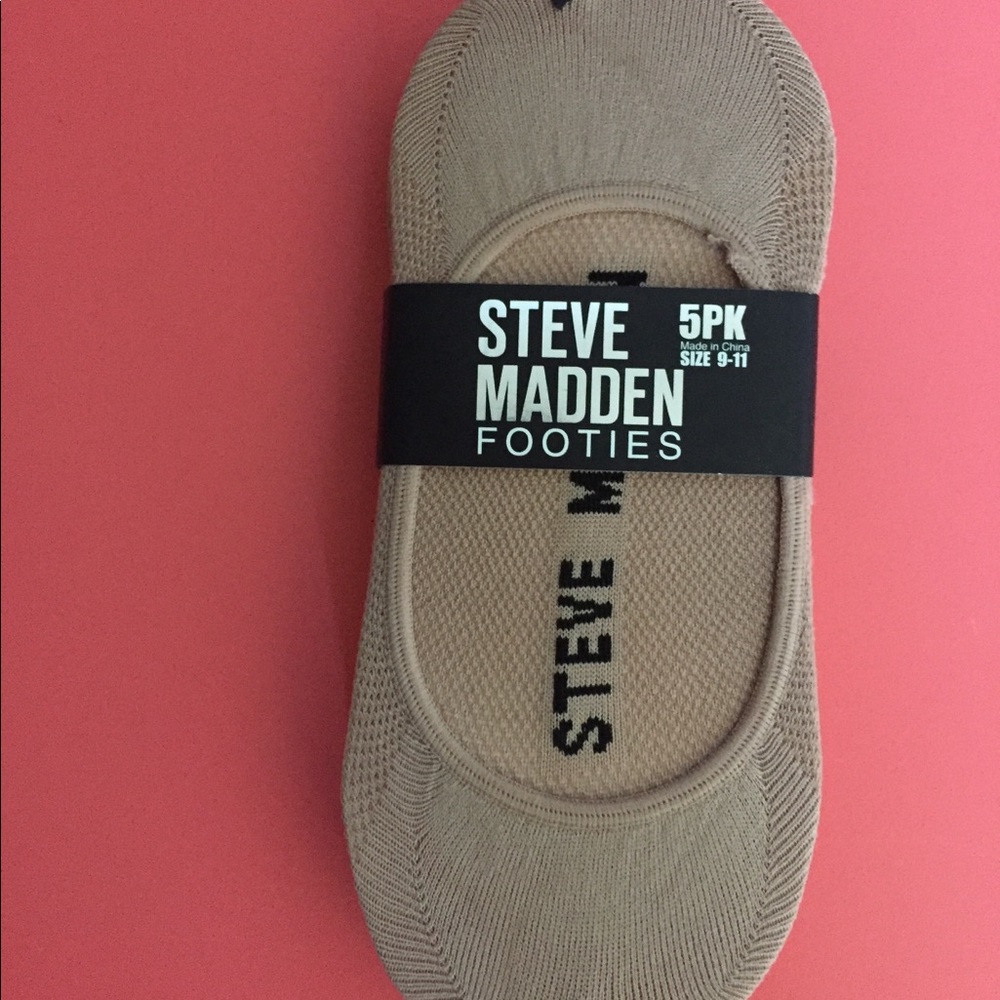 STEVE
MADDEN
FOOTIES
5PK
Made in China
SIZE 9-11
STEVE M